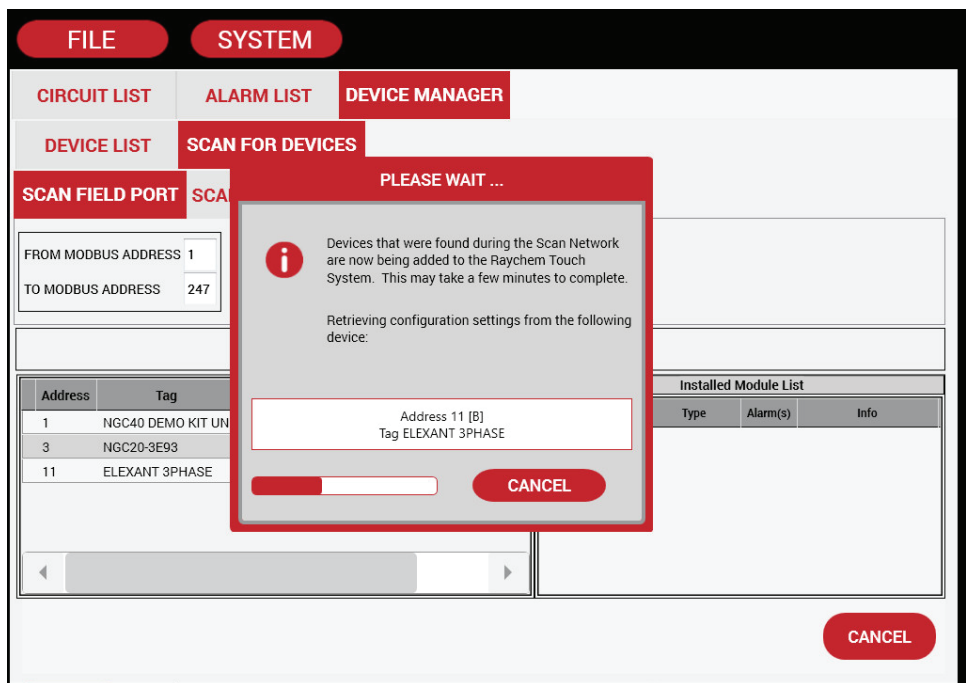 FILE SYSTEM
CIRCUIT LIST ALARM LIST DEVICE MANAGER
DEVICE LIST SCAN FOR DEVICES
SCAN FIELD PORT SCA
PLEASE WAIT ...
Devices that were found during the Scan Network
are now being added to the Raychem Touch
System. This may take a few minutes to complete.
Retrieving configuration settings from the following
device:
Address 11 [B]
Tag ELEXANT 3PHASE
CANCEL
FROM MODBUS ADDRESS 1
TO MODBUS ADDRESS 247
Address Tag
1 NGC40 DEMO KIT UN
3 NGC20-3E93
11 ELEXANT 3PHASE
Installed Module List
Type Alarm(s) Info
CANCEL